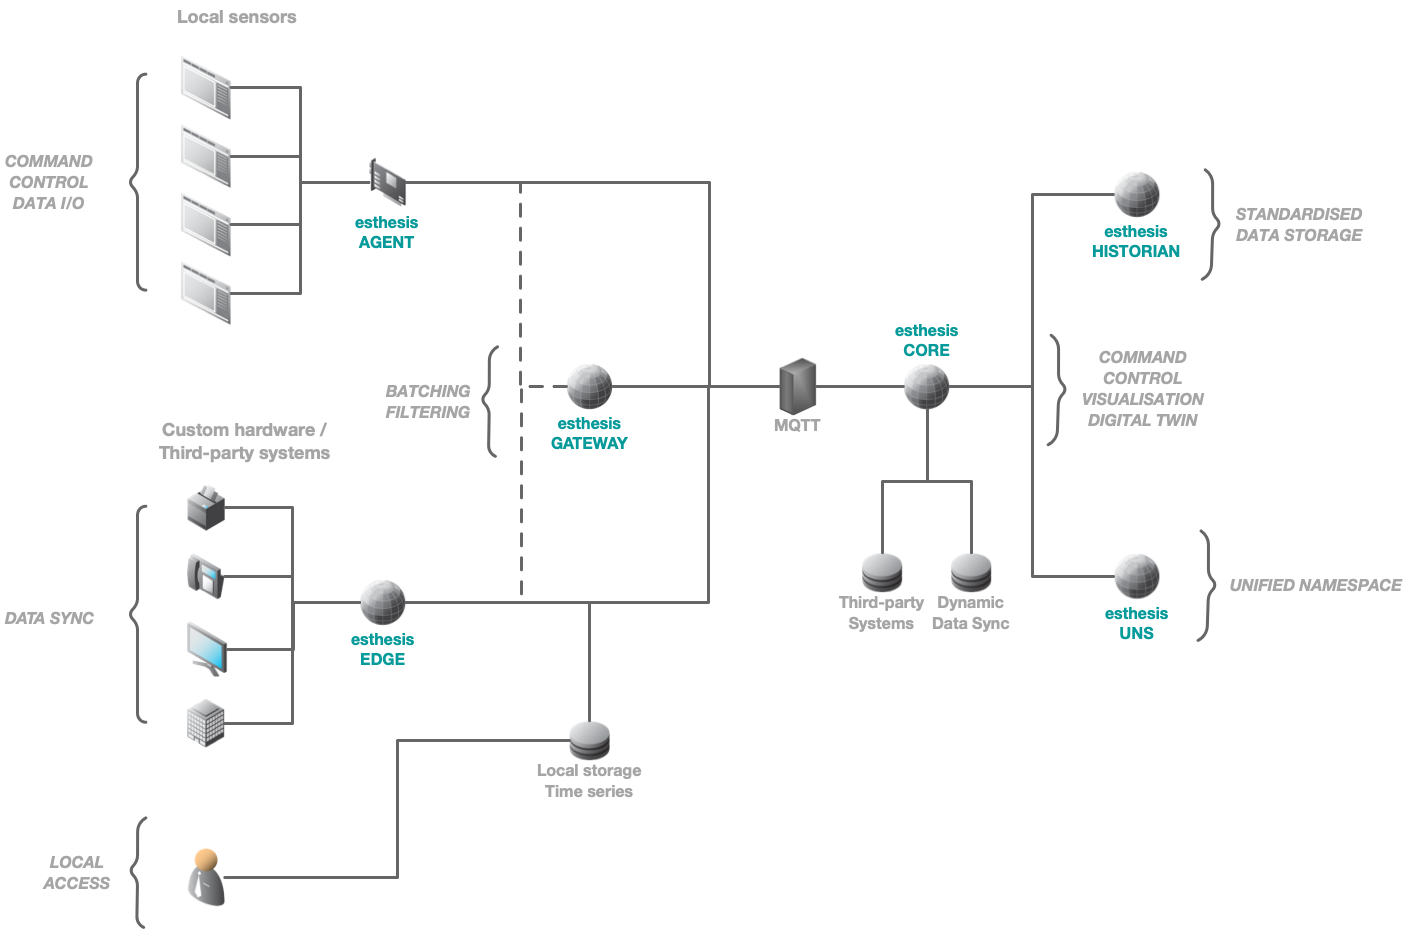 Local sensors
COMMAND
CONTROL
DATA I/O
esthesis
AGENT
BATCHING
FILTERING
esthesis
GATEWAY
MQTT
esthesis
CORE
esthesis
HISTORIAN
STANDARDISED
DATA STORAGE
COMMAND
CONTROL
VISUALISATION
DIGITAL TWIN
Custom hardware /
Third-party systems
DATA SYNC
esthesis
EDGE
Third-party
Systems
Dynamic
Data Sync
esthesis
UNS
UNIFIED NAMESPACE
Local storage
Time series
LOCAL
ACCESS